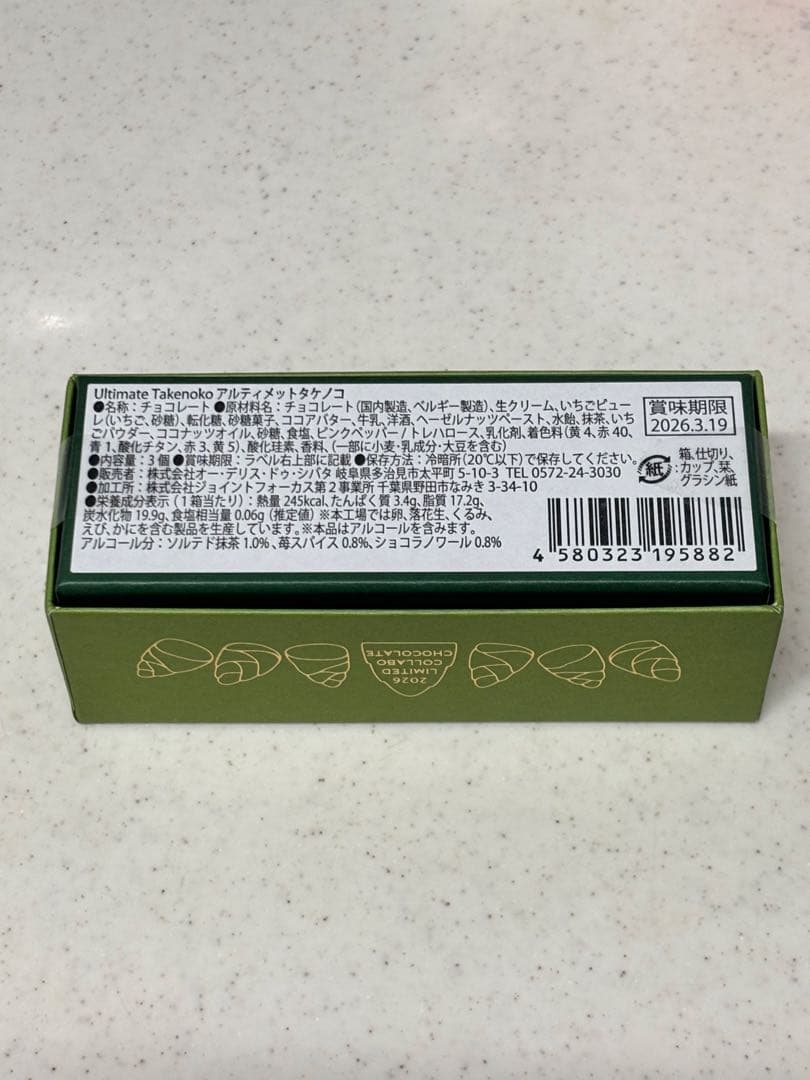 Ultimate Takenoko アルティメットタケノコ
●名称：チョコレート ●原材料名：チョコレート（国内製造、ベルギー製造）、生クリーム、いちごピュー
レ（いちご、砂糖）、転化糖、砂糖菓子、ココアバター、牛乳、洋酒、ヘーゼルナッツペースト、水飴、抹茶、いち
ごパウダー、ココナッツオイル、砂糖、食塩、ピンクペッパー / トレハロース、乳化剤、着色料（黄 4、赤 40、
青 1、酸化チタン、赤 3、黄 5）、酸化珪素、香料、（一部に小麦・乳成分・大豆を含む）
●内容量：3 個 ●賞味期限：ラベル右上部に記載 ●保存方法：冷暗所（20℃以下）で保存してください。
●販売者：株式会社オー・デリス・ドゥ・シバタ 岐阜県多治見市太平町 5-10-3 TEL 0572-24-3030
●加工所：株式会社ジョイントフォーカス第 2 事業所 千葉県野田市なみき 3-34-10
●栄養成分表示（1 箱当たり）：熱量 245kcal、たんぱく質 3.4g、脂質 17.2g、
炭水化物 19.9g、食塩相当量 0.06g（推定値）※本工場では卵、落花生、くるみ、
えび、かにを含む製品を生産しています。※本品はアルコールを含みます。
アルコール分：ソルテド抹茶 1.0%、苺スパイス 0.8%、ショコラノワール 0.8%
賞味期限
2026.3.19
紙
：箱、仕切り、
カップ、栞、
グラシン紙
4 580323 195882
2026
LIMITED
COLLABO
CHOCOLATE